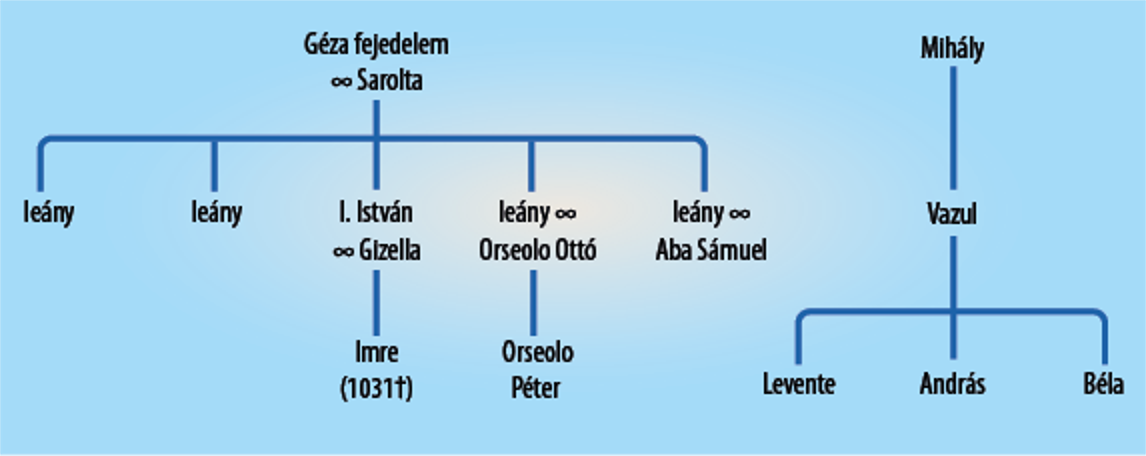 Géza fejedelem
∞ Sarolta
Mihály
leány
leány
I. István
∞ Gizella
leány ∞
Orseolo Ottó
leány ∞
Aba Sámuel
Vazul
Imre
(1031†)
Orseolo
Péter
Levente
András
Béla